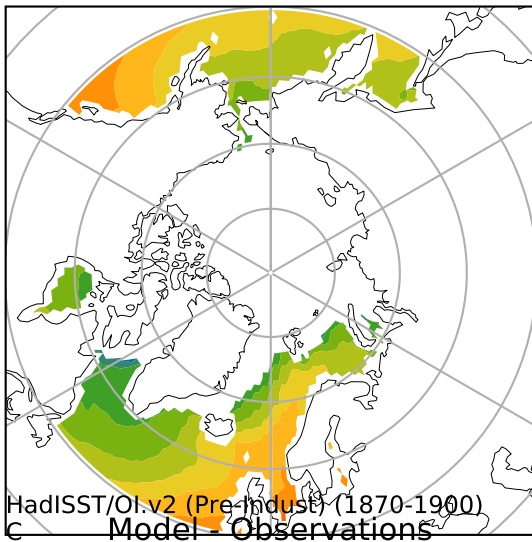 HadISST/OI.v2 (Pre-Indust) (1870-1900)
C Model - Observations